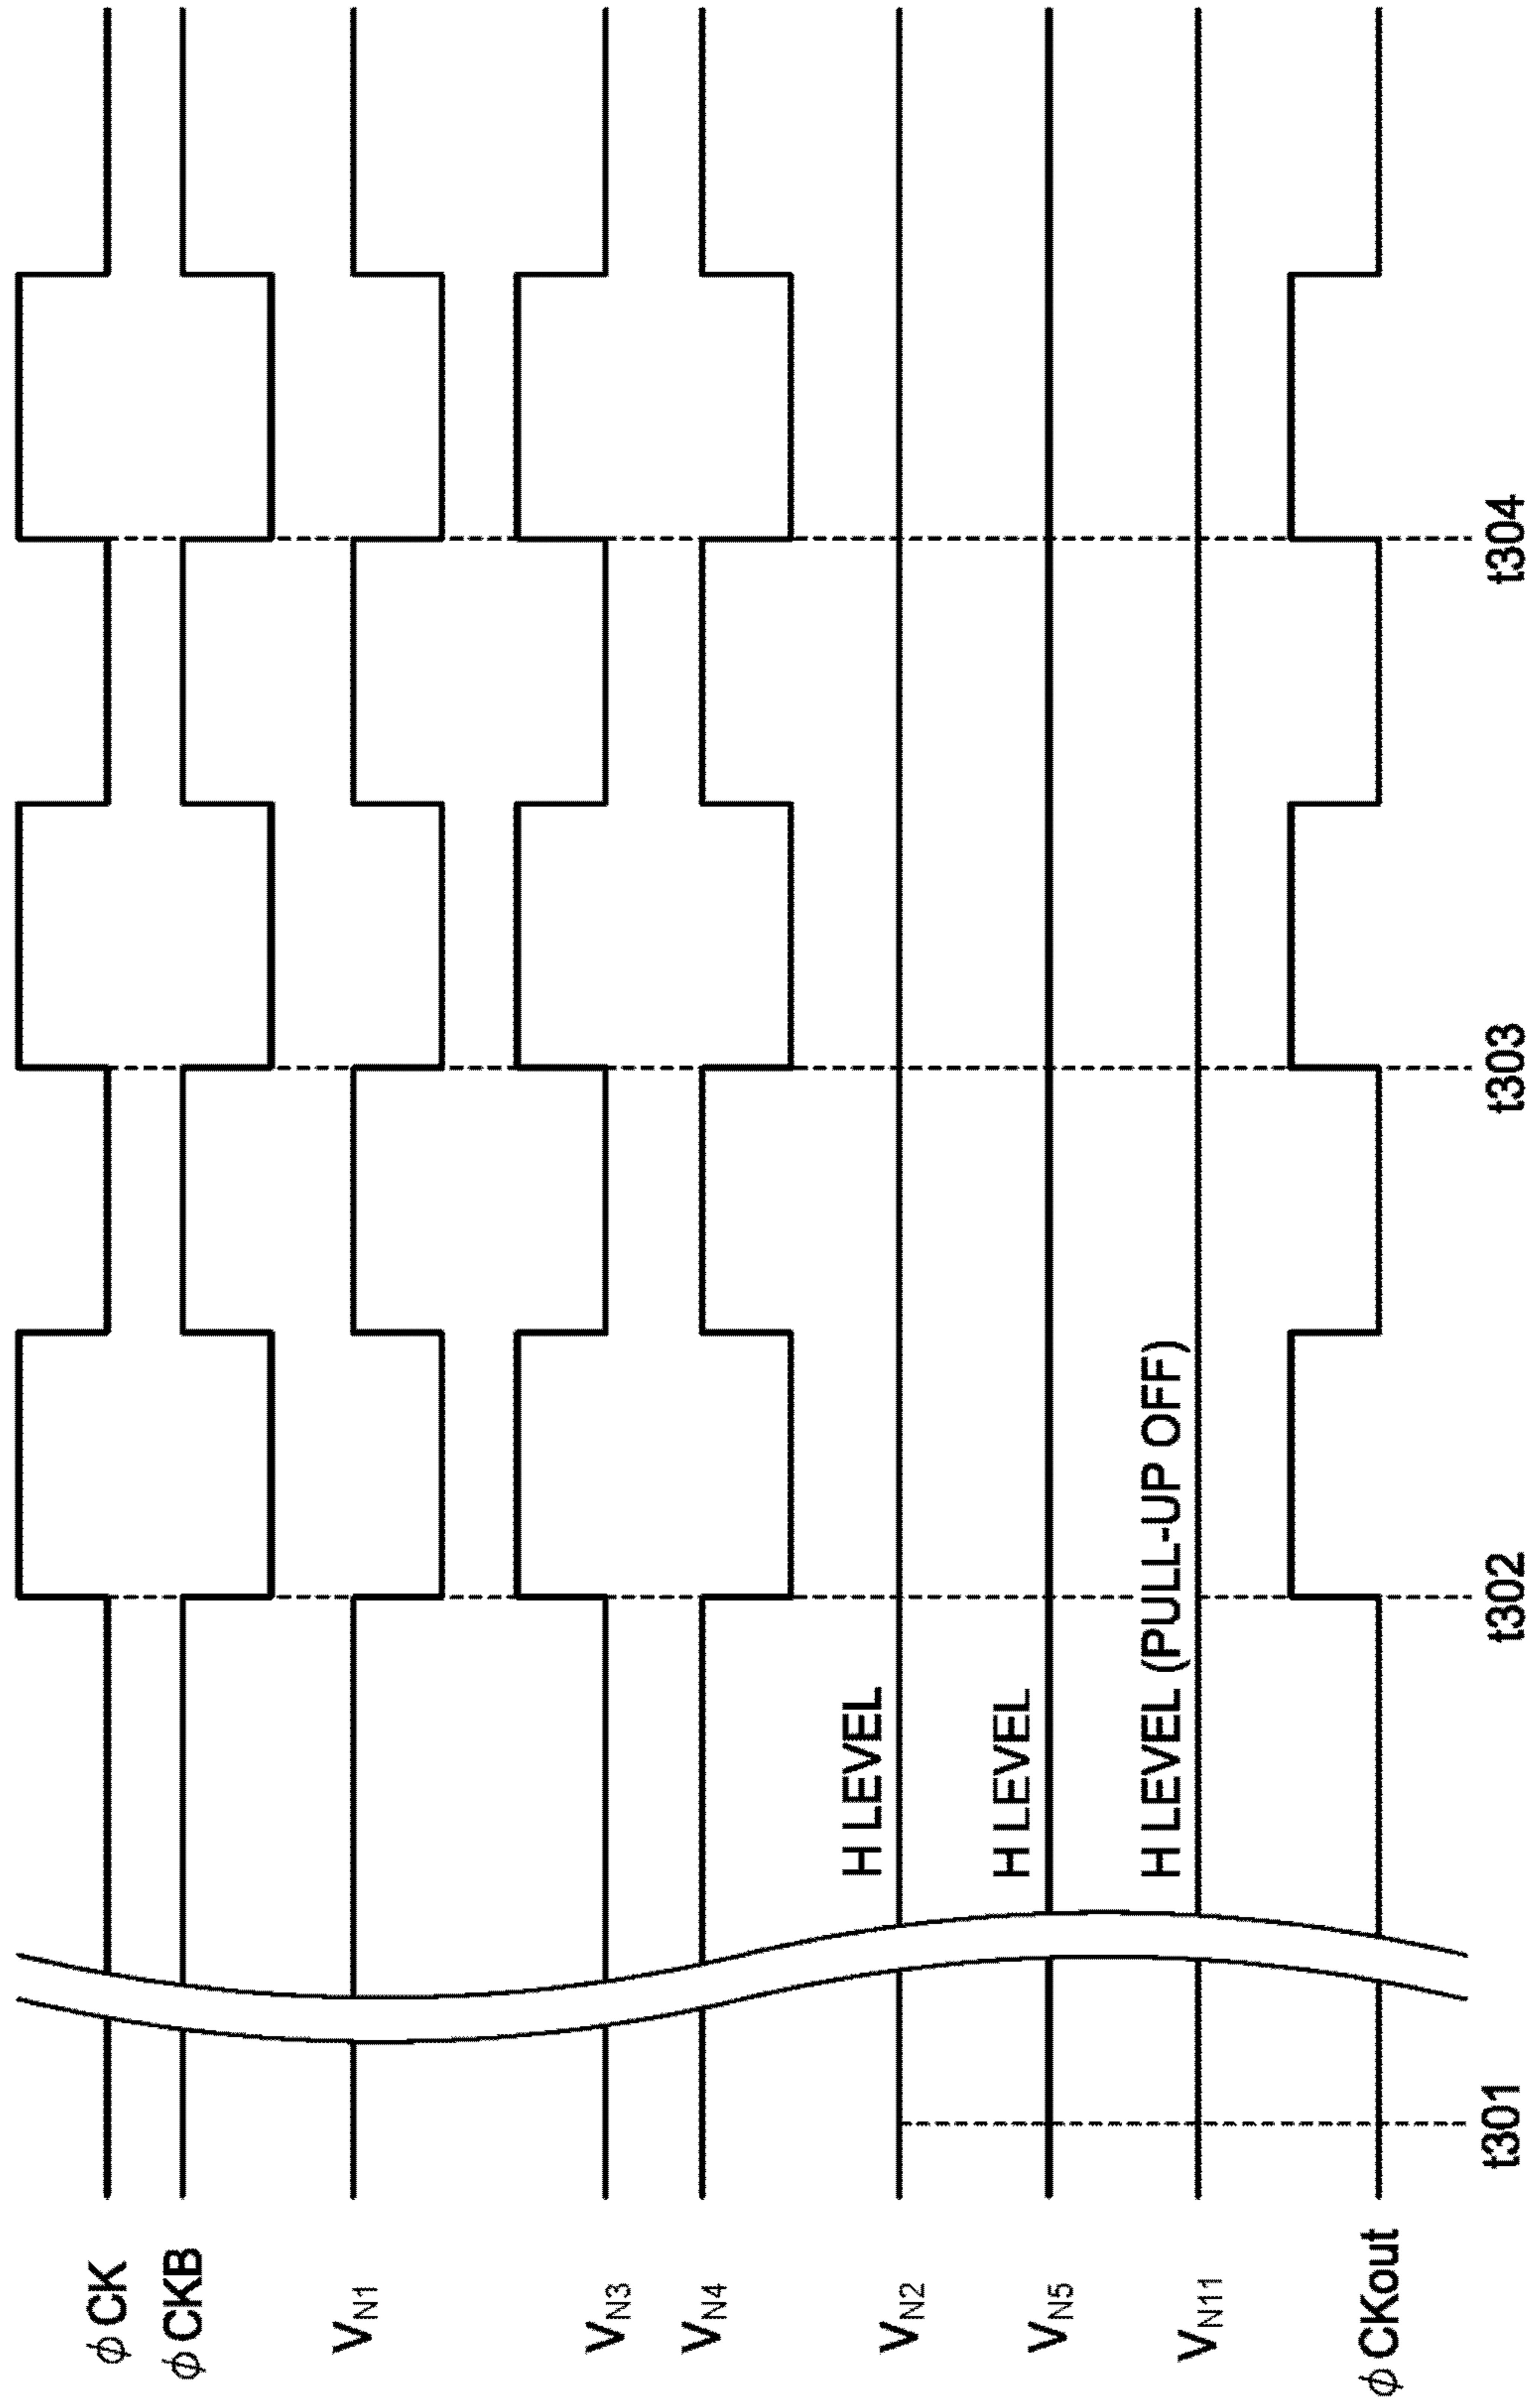 φCK
φCKB
VN1
VN3
VN4
VN2
H LEVEL
VN5
H LEVEL
VN11
H LEVEL (PULL-UP OFF)
φCKout
t301
t302
t303
t304